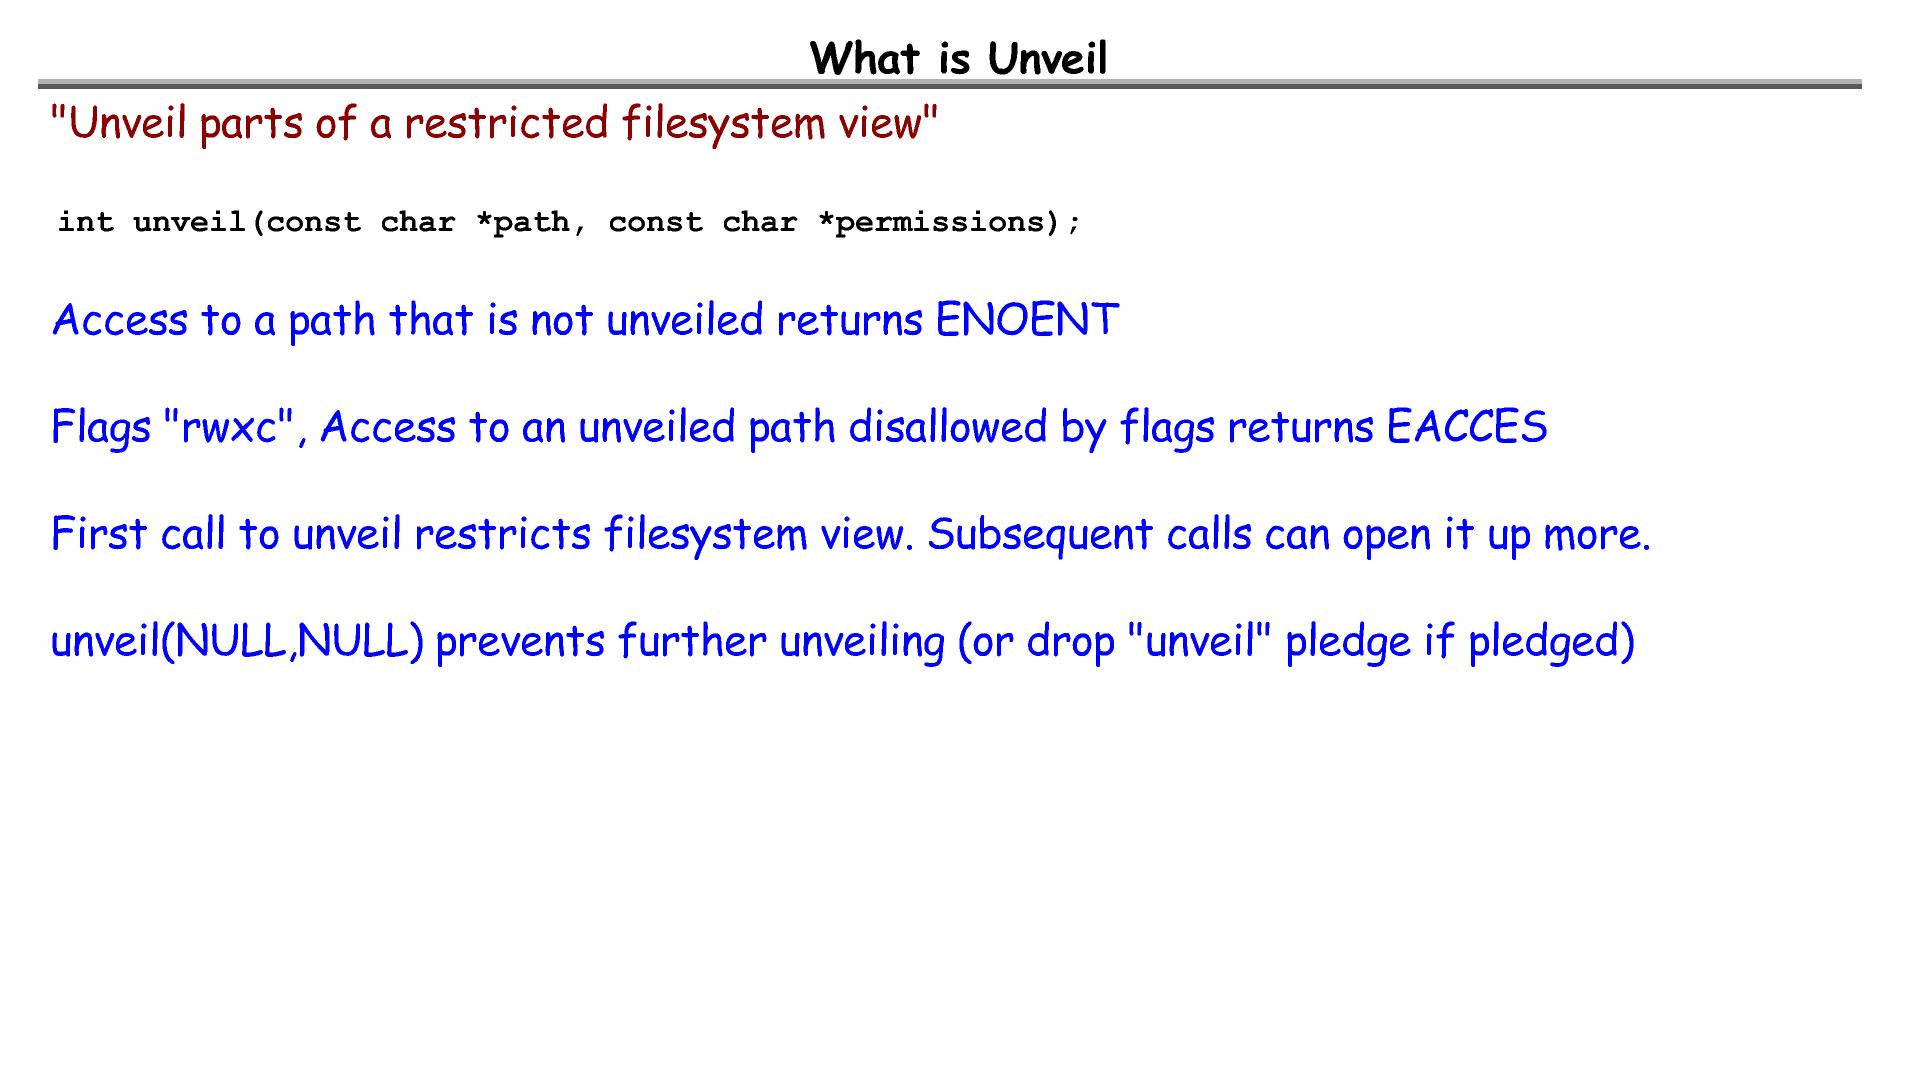 What is Unveil
"Unveil parts of a restricted filesystem view"
int unveil(const char *path, const char *permissions);
Access to a path that is not unveiled returns ENOENT
Flags "rwxc", Access to an unveiled path disallowed by flags returns EACCES
First call to unveil restricts filesystem view. Subsequent calls can open it up more.
unveil(NULL,NULL) prevents further unveiling (or drop "unveil" pledge if pledged)